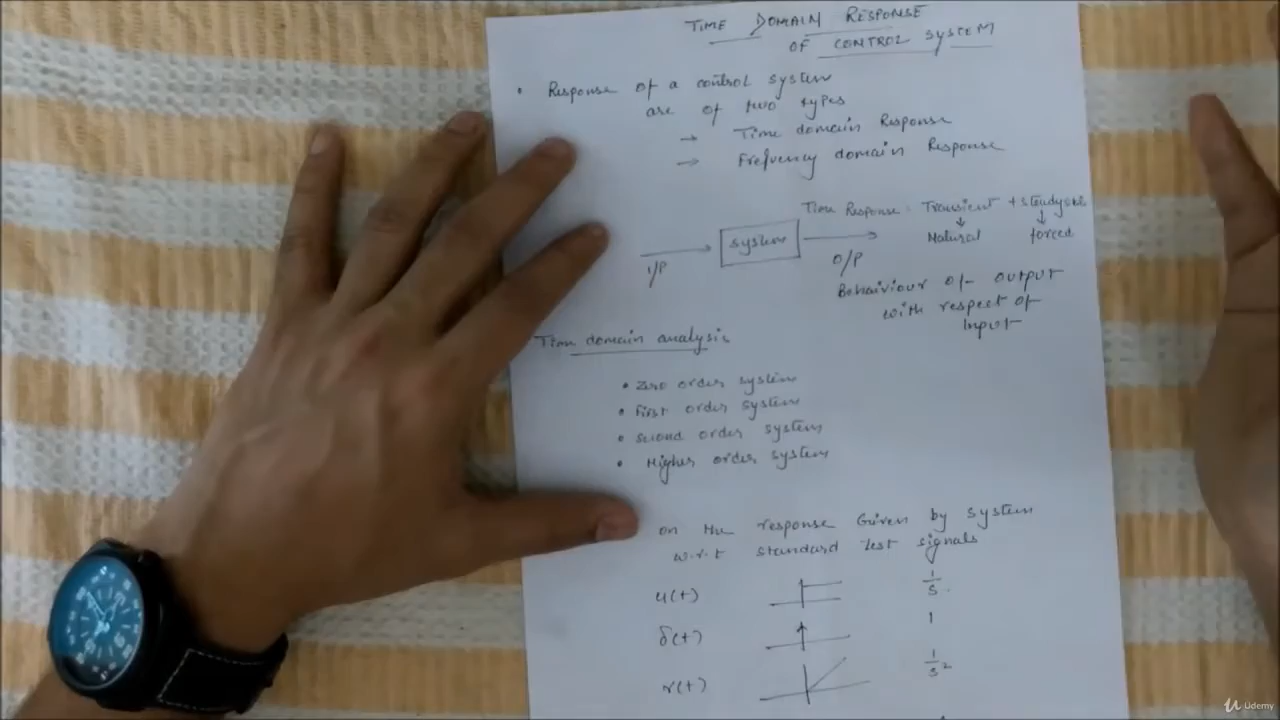 TIME DOMAIN RESPONSE
OF CONTROL SYSTEM
• Response of a control system
are of two types
→ Time domain Response
→ Frequency domain Response
Time Response: Transient + steady state
↓ ↓
Natural forced
I/P → system → O/P
Behaviour of output
with respect of
Input
Time domain analysis
• Zero order system
• First order system
• Second order system
• Higher order system
on the response Given by system
w.r.t standard test signals
u(t) 1/s
δ(t) 1
r(t) 1/s²
Udemy